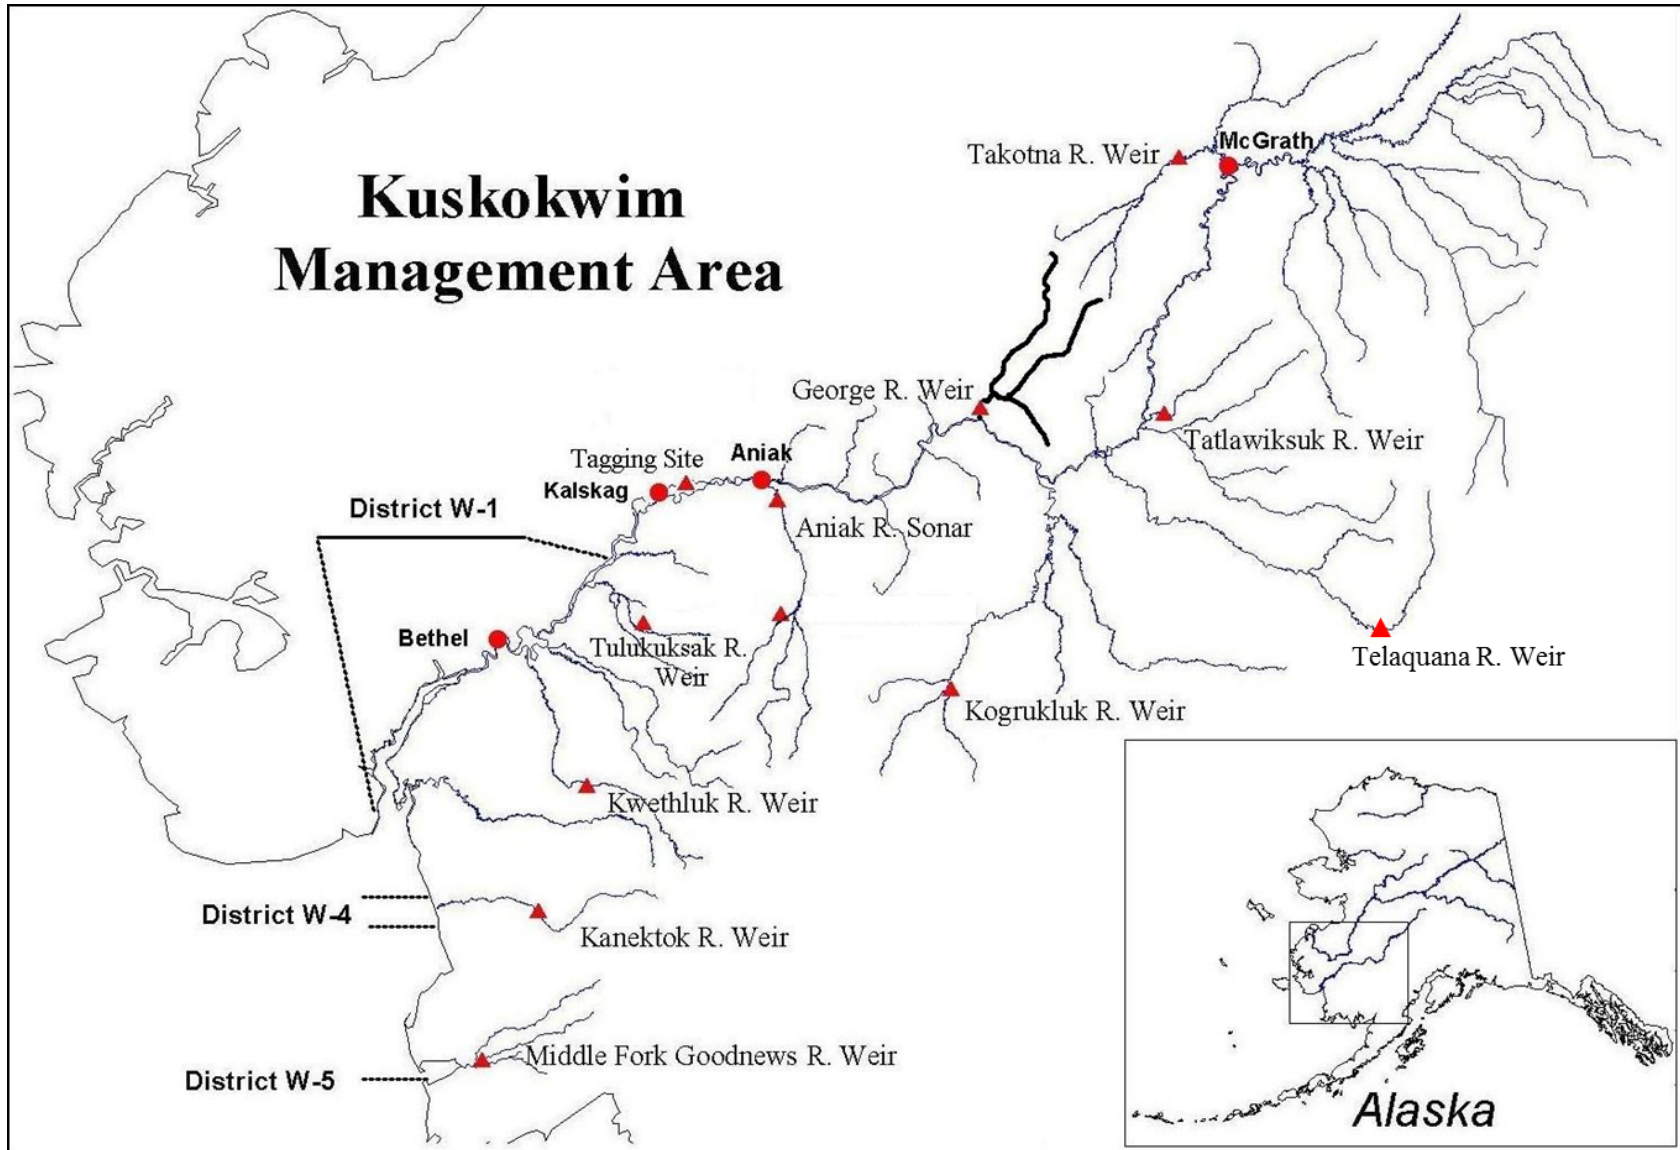 McGrath
Takotna R. Weir
Kuskokwim
Management Area
George R. Weir
Tatlawiksuk R. Weir
Aniak
Tagging Site
Kalskag
District W-1
Aniak R. Sonar
Bethel
Tulukuksak R.
Weir
Telaquana R. Weir
Kogrukluk R. Weir
Kwethluk R. Weir
District W-4
Kanektok R. Weir
Middle Fork Goodnews R. Weir
District W-5
Alaska